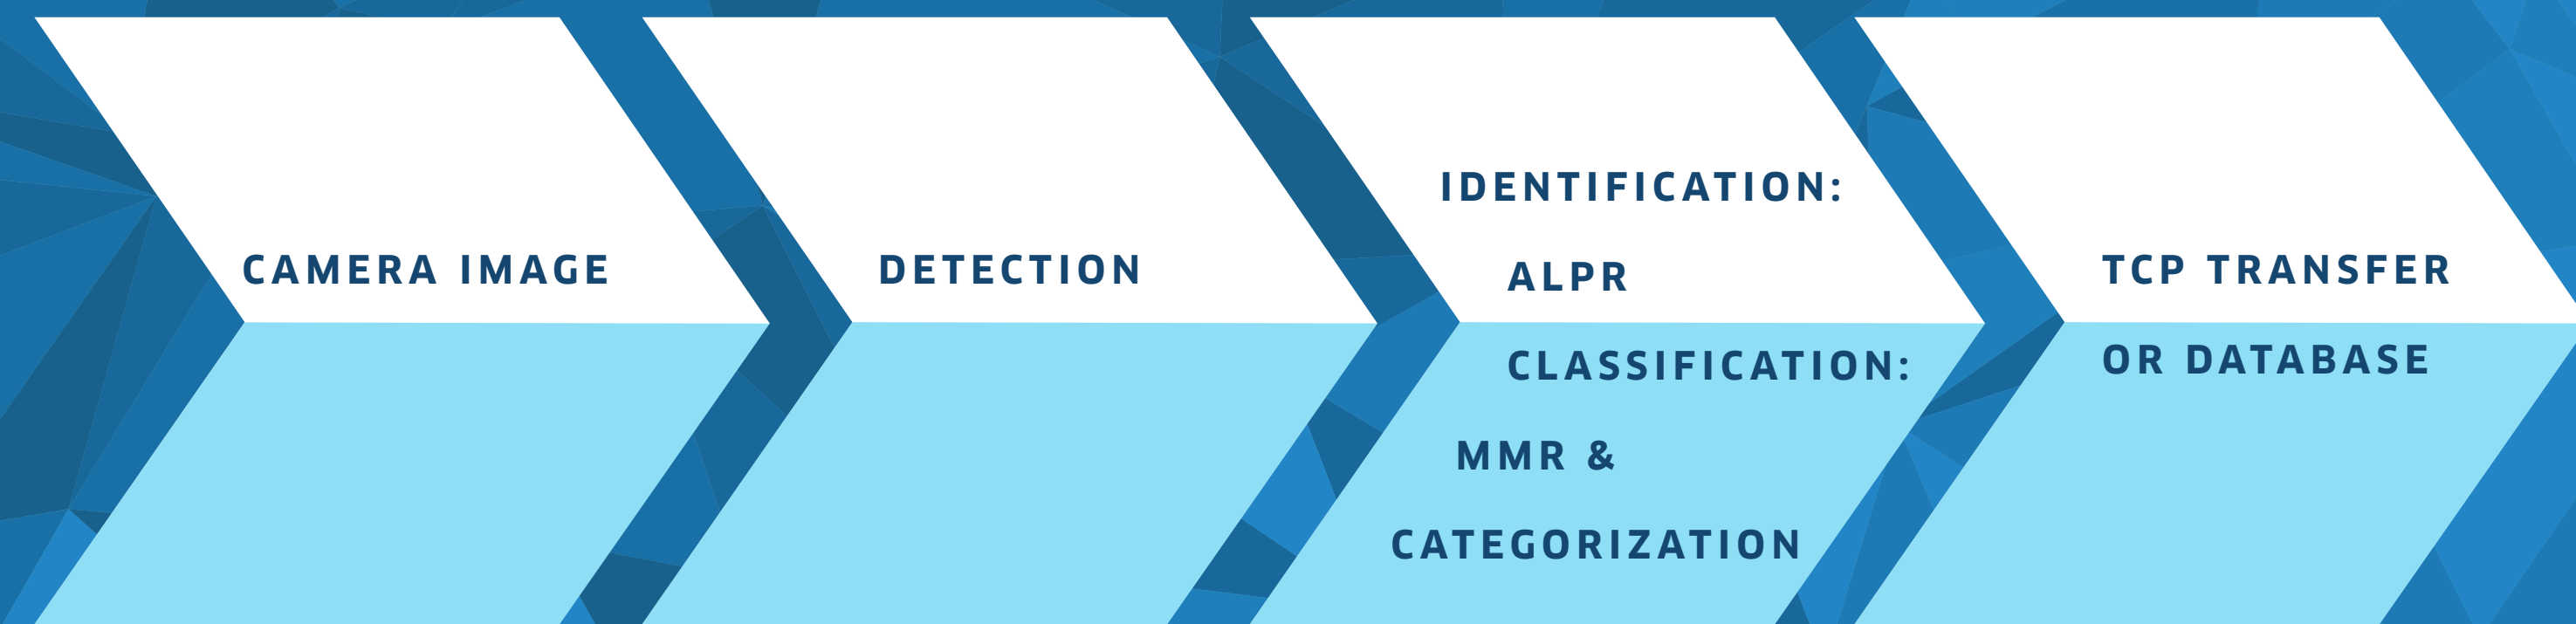 CAMERA IMAGE
DETECTION
IDENTIFICATION:
ALPR
CLASSIFICATION:
MMR &
CATEGORIZATION
TCP TRANSFER
OR DATABASE